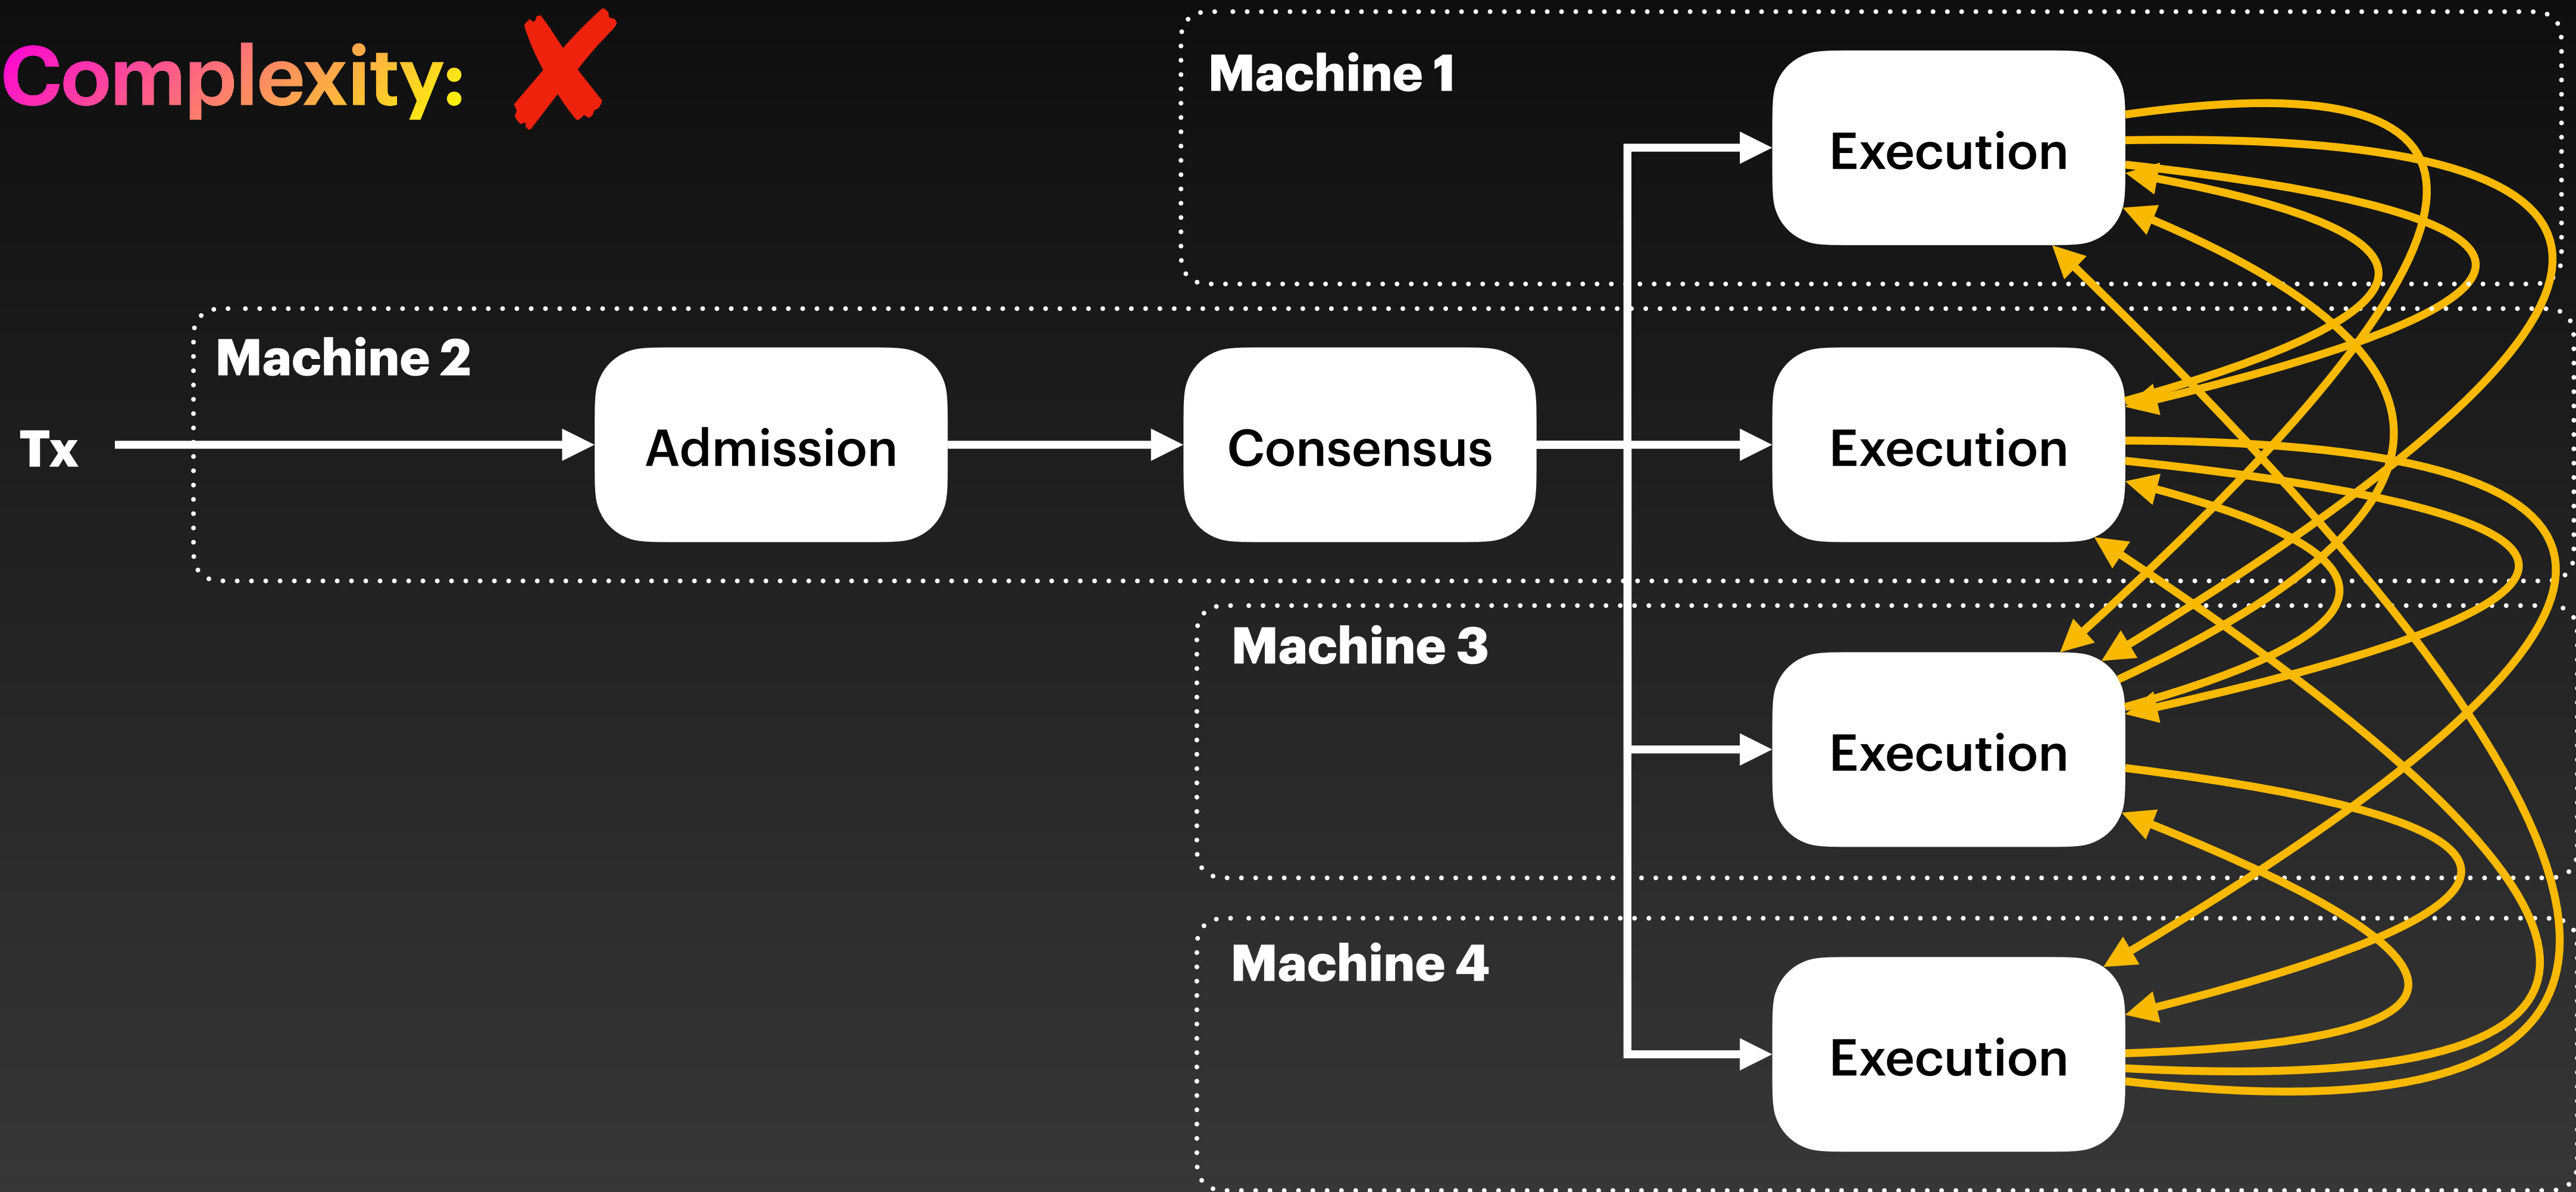 Complexity:
Machine 1
Execution
Machine 2
Tx
Admission
Consensus
Execution
Machine 3
Execution
Machine 4
Execution